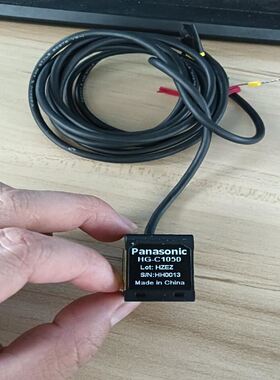 Panasonic
HG-C1050
Lot: HZEZ
S/N:HH0013
Made in China